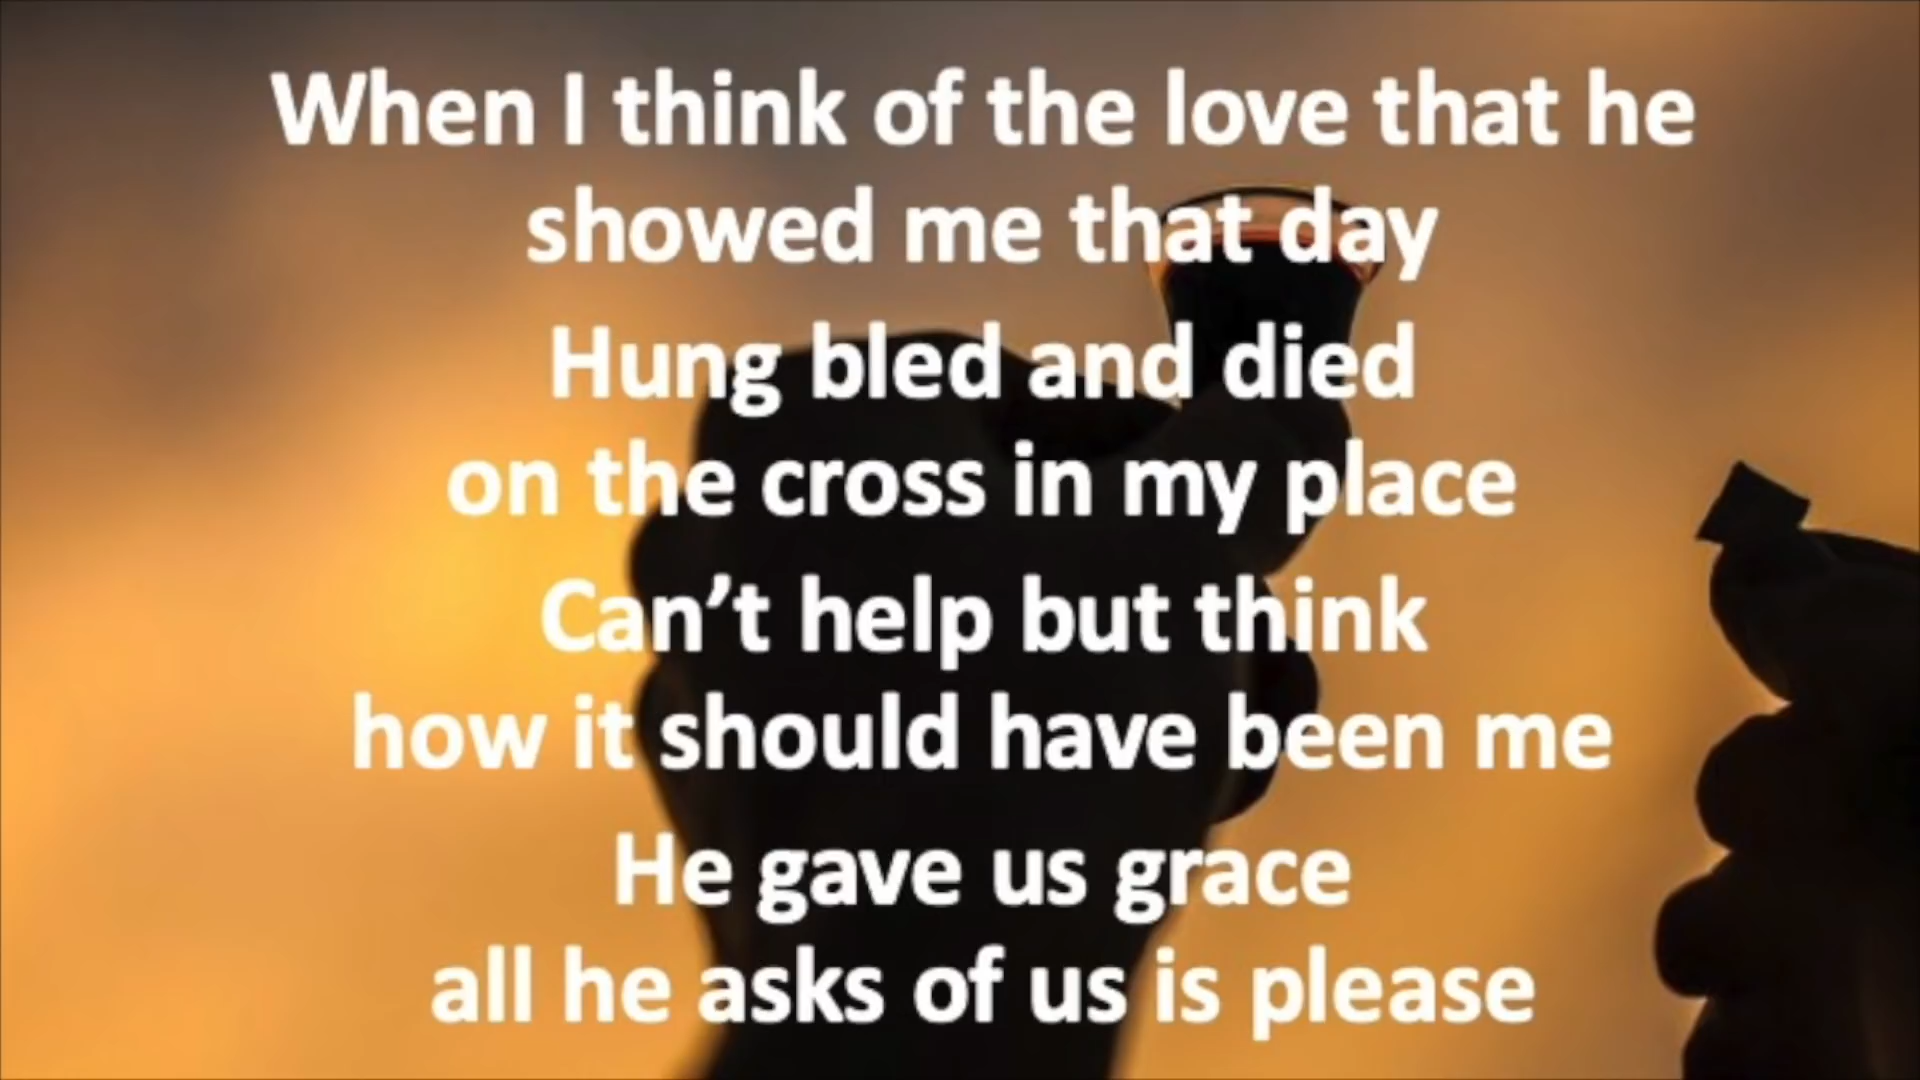 When I think of the love that he
showed me that day
Hung bled and died
on the cross in my place
Can’t help but think
how it should have been me
He gave us grace
all he asks of us is please